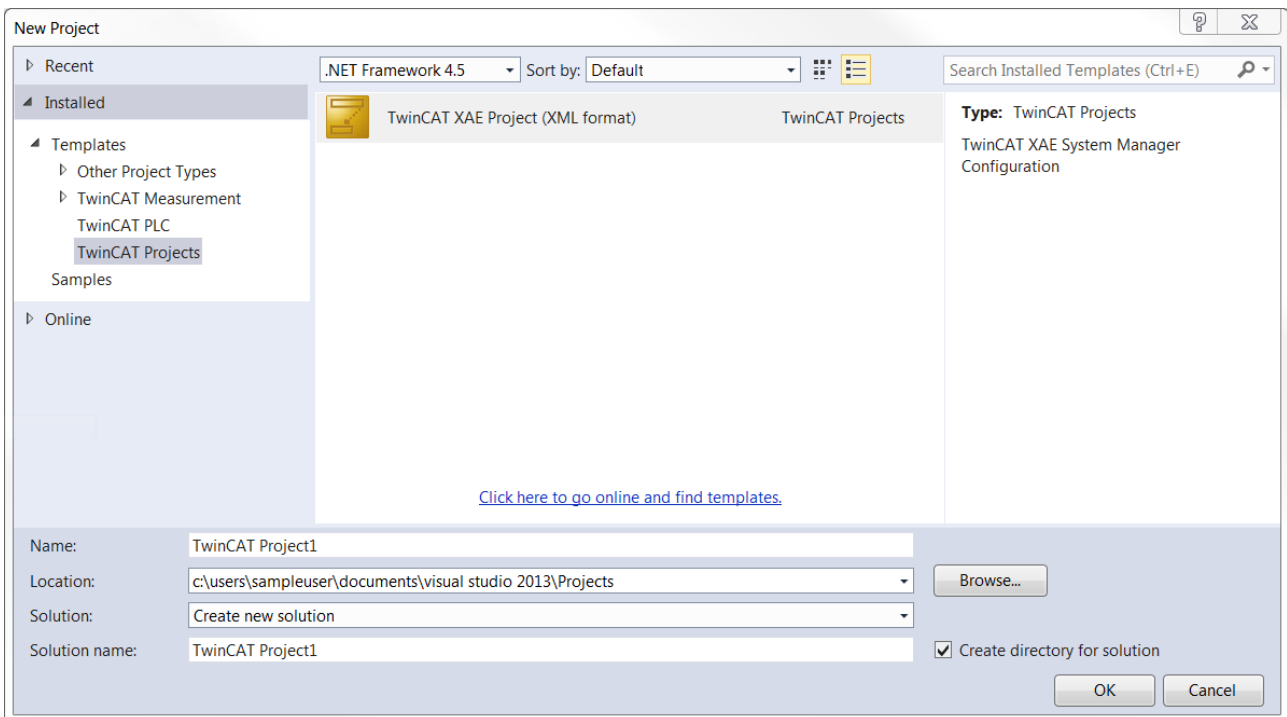 New Project
Recent
.NET Framework 4.5 Sort by: Default Search Installed Templates (Ctrl+E)
Installed
TwinCAT XAE Project (XML format) TwinCAT Projects
Type: TwinCAT Projects
TwinCAT XAE System Manager
Configuration
Templates
Other Project Types
TwinCAT Measurement
TwinCAT PLC
TwinCAT Projects
Samples
Online
Click here to go online and find templates.
Name: TwinCAT Project1
Location: c:\users\sampleuser\documents\visual studio 2013\Projects Browse...
Solution: Create new solution
Solution name: TwinCAT Project1 Create directory for solution
OK Cancel